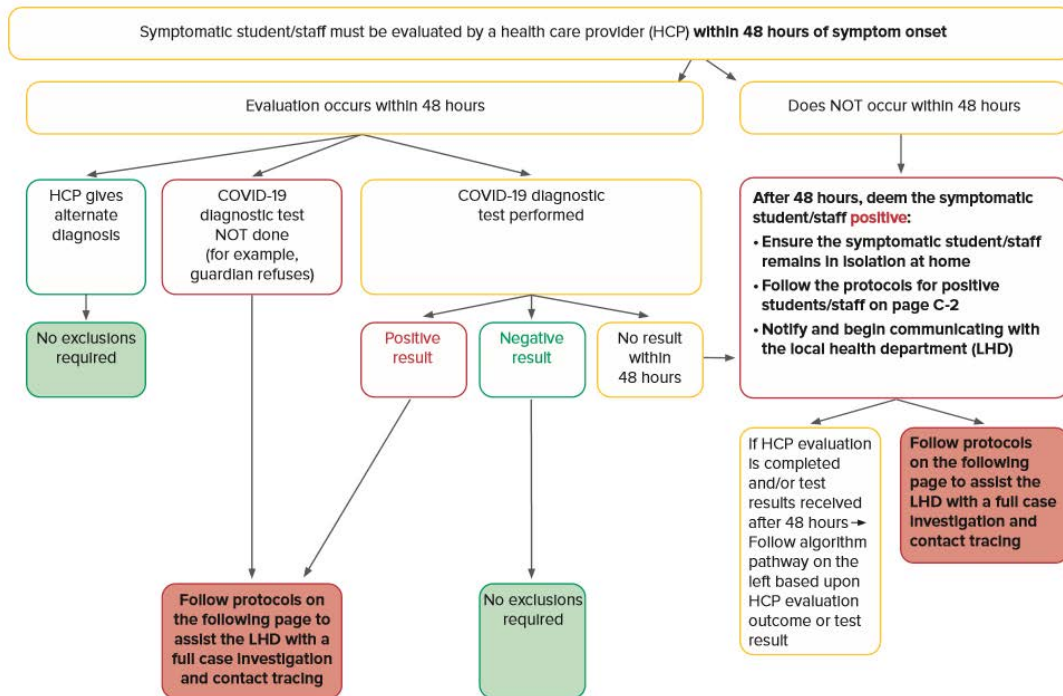 Symptomatic student/staff must be evaluated by a health care provider (HCP) within 48 hours of symptom onset
Evaluation occurs within 48 hours
Does NOT occur within 48 hours
HCP gives
alternate
diagnosis
COVID-19
diagnostic test
NOT done
(for example,
guardian refuses)
COVID-19 diagnostic
test performed
After 48 hours, deem the symptomatic
student/staff positive:
• Ensure the symptomatic student/staff
remains in isolation at home
• Follow the protocols for positive
students/staff on page C-2
• Notify and begin communicating with
the local health department (LHD)
No exclusions
required
Positive
result
Negative
result
No result
within
48 hours
If HCP evaluation
is completed
and/or test
results received
after 48 hours →
Follow algorithm
pathway on the
left based upon
HCP evaluation
outcome or test
result
Follow protocols
on the following
page to assist the
LHD with a full case
investigation and
contact tracing
Follow protocols on
the following page to
assist the LHD with a
full case investigation
and contact tracing
No exclusions
required